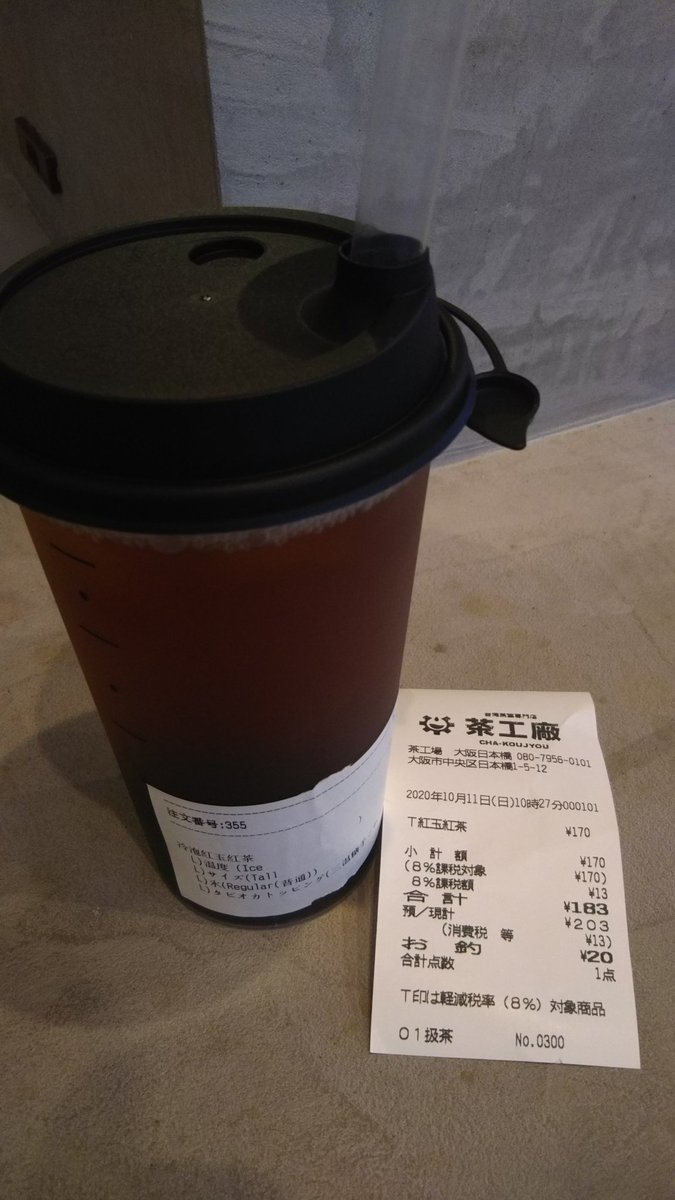 注文番号:355
冷泡紅玉紅茶
L)温度 (Ice
L)サイズ(Tall
L)氷(Regular(普通))
L)タピオカトッピング(
台湾茶葉専門店
茶工廠
CHA-KOUJYOU
茶工場 大阪日本橋 080-7956-0101
大阪市中央区日本橋1-5-12
2020年10月11日(日)10時27分000101
T紅玉紅茶 ¥170
小計額 ¥170
(8%課税対象 ¥170)
8%課税額 ¥13
合計 ¥183
預/現計 ¥203
(消費税 等 ¥13)
お釣 ¥20
合計点数 1点
T印は軽減税率(8%)対象商品
01扱茶 No.0300